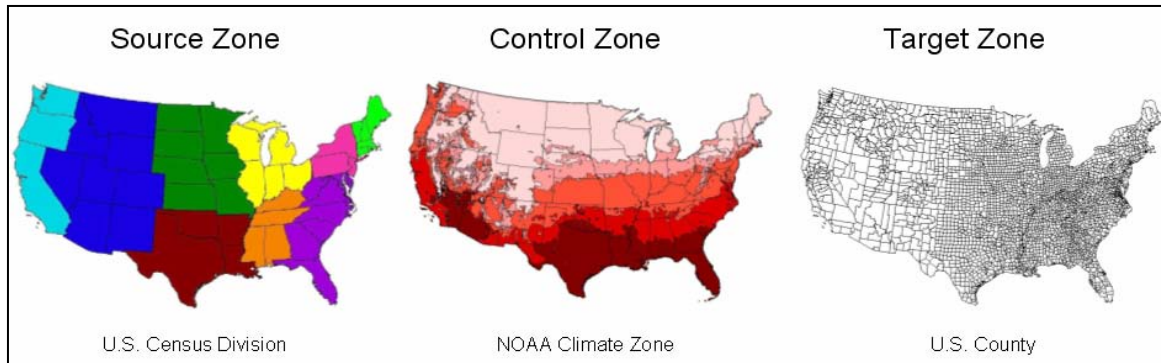 Source Zone
Control Zone
Target Zone
U.S. Census Division
NOAA Climate Zone
U.S. County